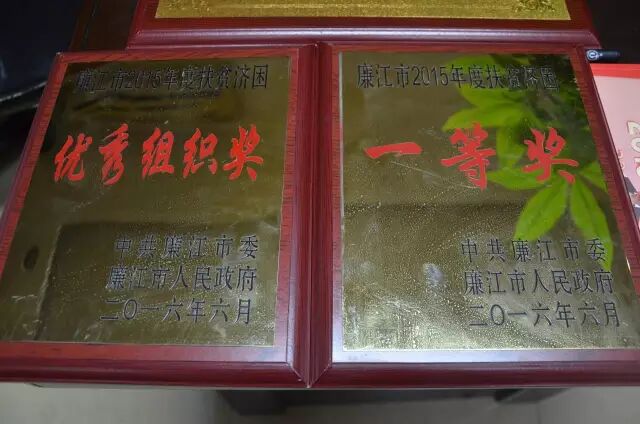 廉江市2015年度扶贫济困
优秀组织奖
中共廉江市委
廉江市人民政府
二〇一六年六月
廉江市2015年度扶贫济困
一等奖
中共廉江市委
廉江市人民政府
二〇一六年六月